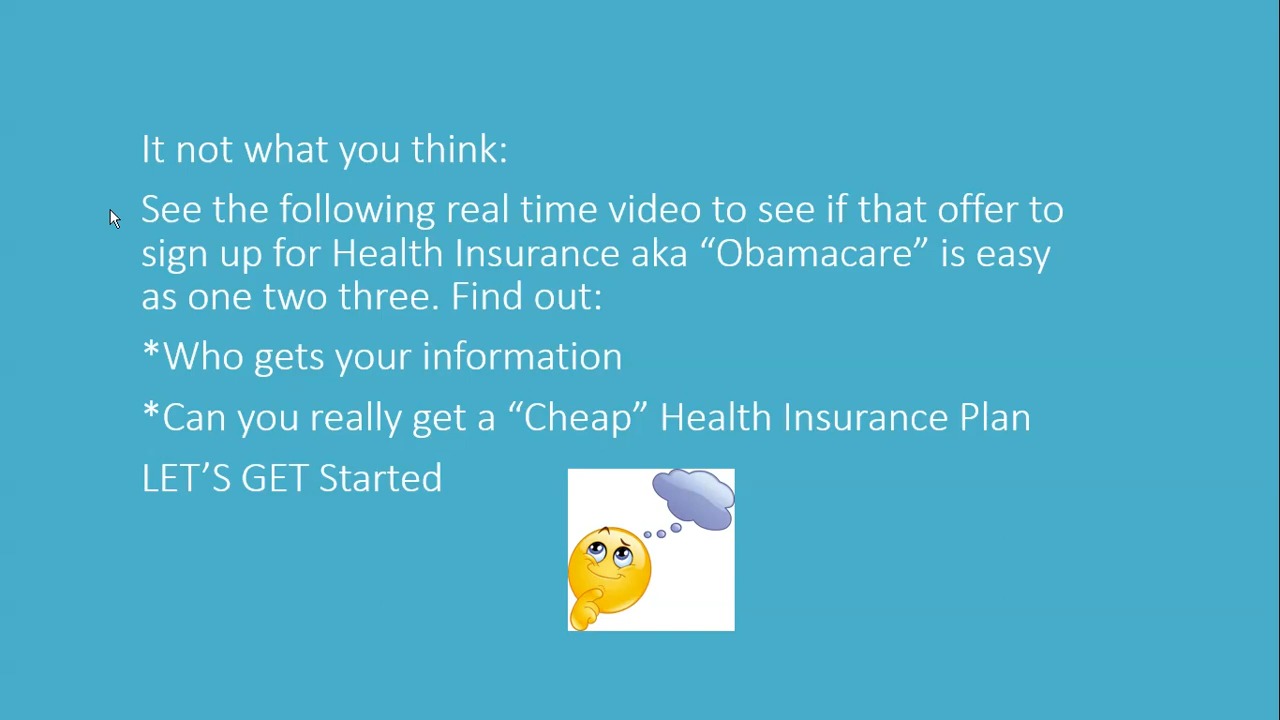 It not what you think:
See the following real time video to see if that offer to
sign up for Health Insurance aka “Obamacare” is easy
as one two three. Find out:
*Who gets your information
*Can you really get a “Cheap” Health Insurance Plan
LET’S GET Started